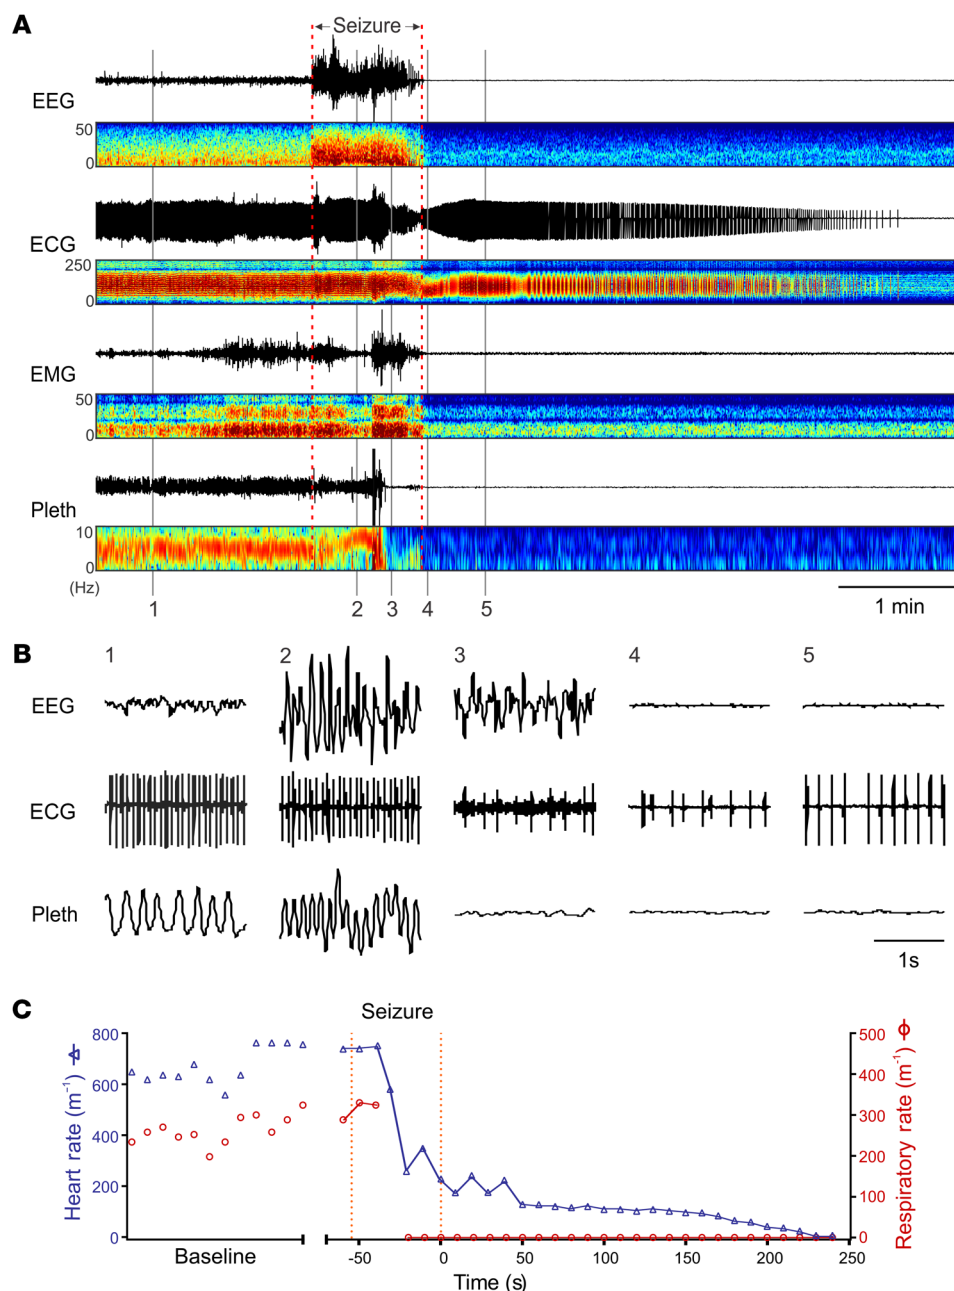 A
Seizure
EEG
50
0
ECG
250
0
EMG
50
0
Pleth
10
0
(Hz)
1 2 3 4 5
1 min
B
1 2 3 4 5
EEG
ECG
Pleth
1s
C
Seizure
Heart rate (m⁻¹)
800
600
400
200
0
Respiratory rate (m⁻¹)
500
400
300
200
100
0
Baseline
-50 0 50 100 150 200 250
Time (s)